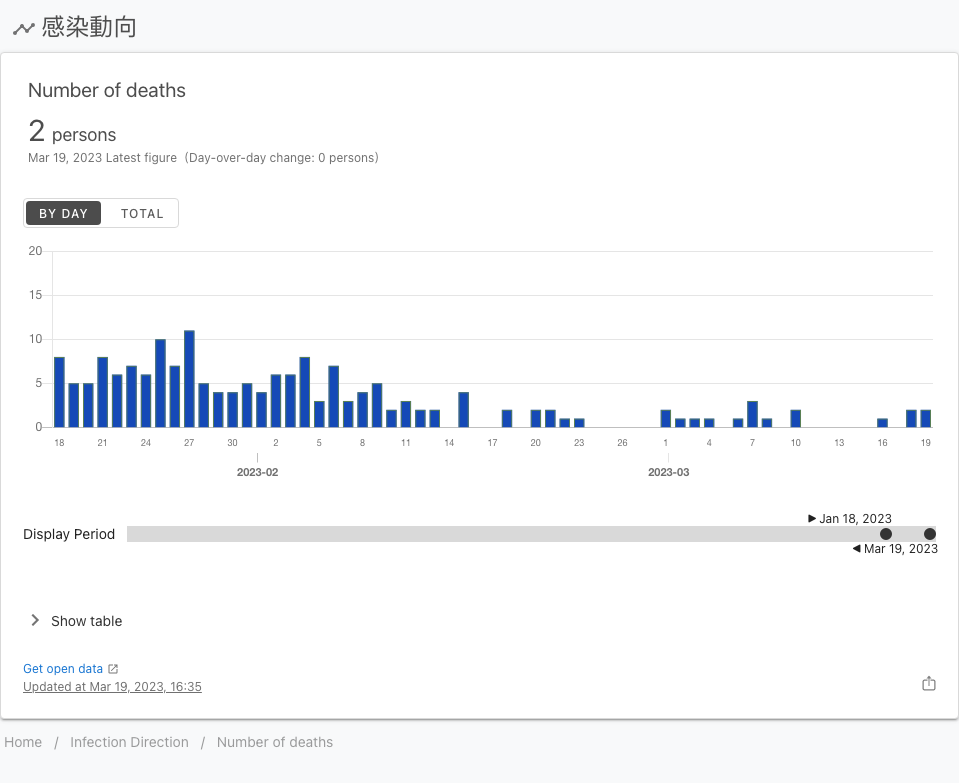 感染動向
Number of deaths
2 persons
Mar 19, 2023 Latest figure (Day-over-day change: 0 persons)
BY DAY TOTAL
20
15
10
5
0
18 21 24 27 30 2 5 8 11 14 17 20 23 26 1 4 7 10 13 16 19
2023-02 2023-03
Jan 18, 2023
Display Period
Mar 19, 2023
Show table
Get open data
Updated at Mar 19, 2023, 16:35
Home / Infection Direction / Number of deaths